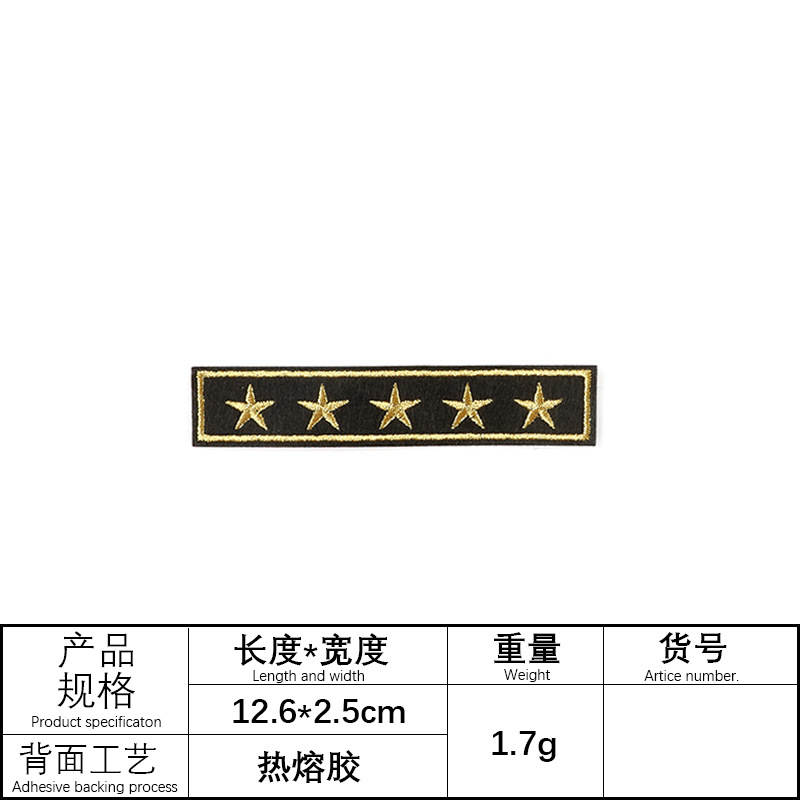 产品
规格
Product specificaton
长度*宽度
Length and width
重量
Weight
货号
Artice number.
12.6*2.5cm
1.7g
背面工艺
Adhesive backing process
热熔胶